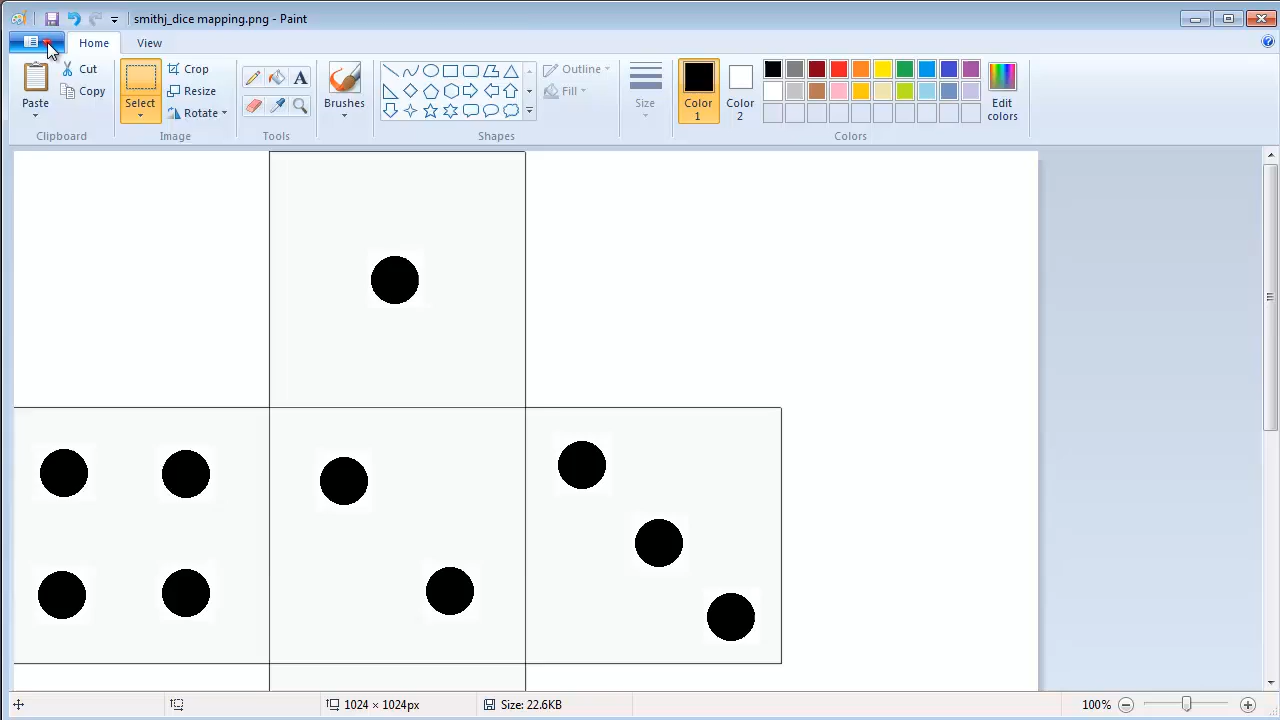 smithj_dice mapping.png - Paint
Home
View
Paste
Cut
Copy
Clipboard
Select
Crop
Resize
Rotate
Image
A
Tools
Brushes
Outline
Fill
Shapes
Size
Color 1
Color 2
Edit colors
Colors
1024 × 1024px
Size: 22.6KB
100%